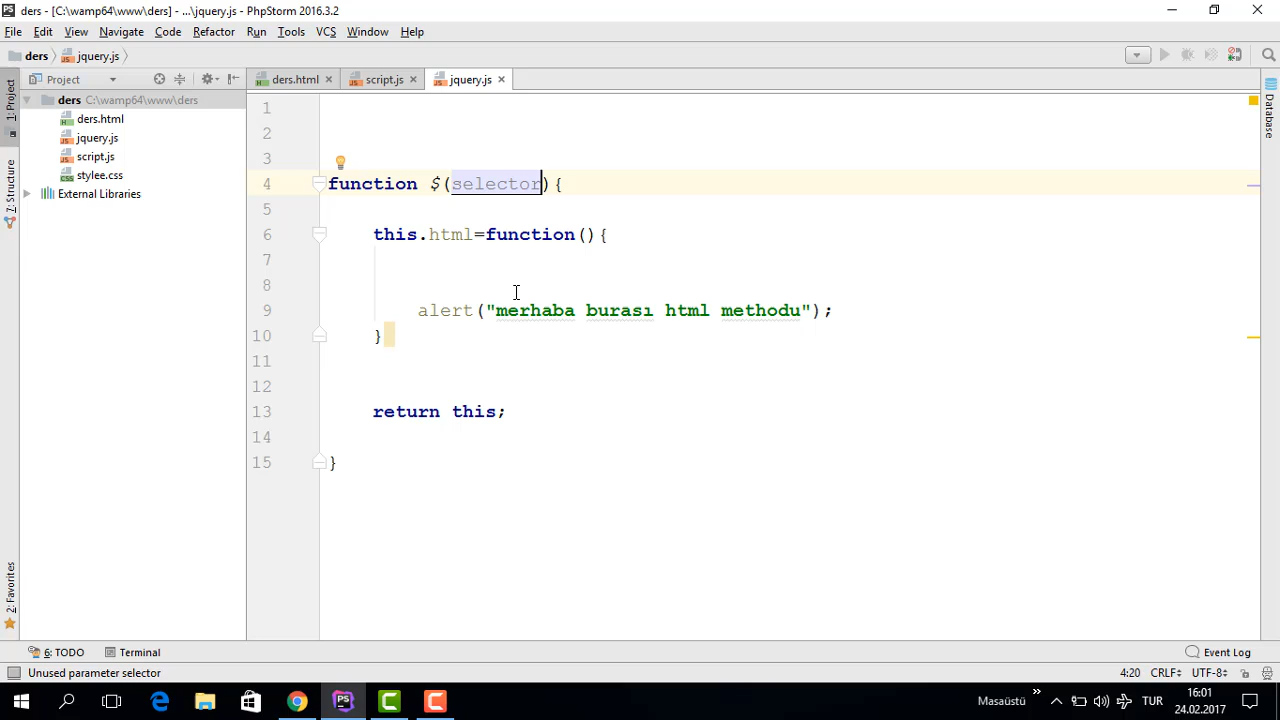 ders - [C:\wamp64\www\ders] - ...\jquery.js - PhpStorm 2016.3.2
File Edit View Navigate Code Refactor Run Tools VCS Window Help
ders jquery.js
Project ders.html script.js jquery.js
1: Project
7: Structure
2: Favorites
ders C:\wamp64\www\ders
ders.html
jquery.js
script.js
stylee.css
External Libraries
1
2
3
4 function $(selector){
5
6 this.html=function(){
7
8
9 alert("merhaba burası html methodu");
10 }
11
12
13 return this;
14
15 }
Database
6: TODO Terminal Event Log
Unused parameter selector 4:20 CRLF UTF-8
Masaüstü TUR 16:01
24.02.2017